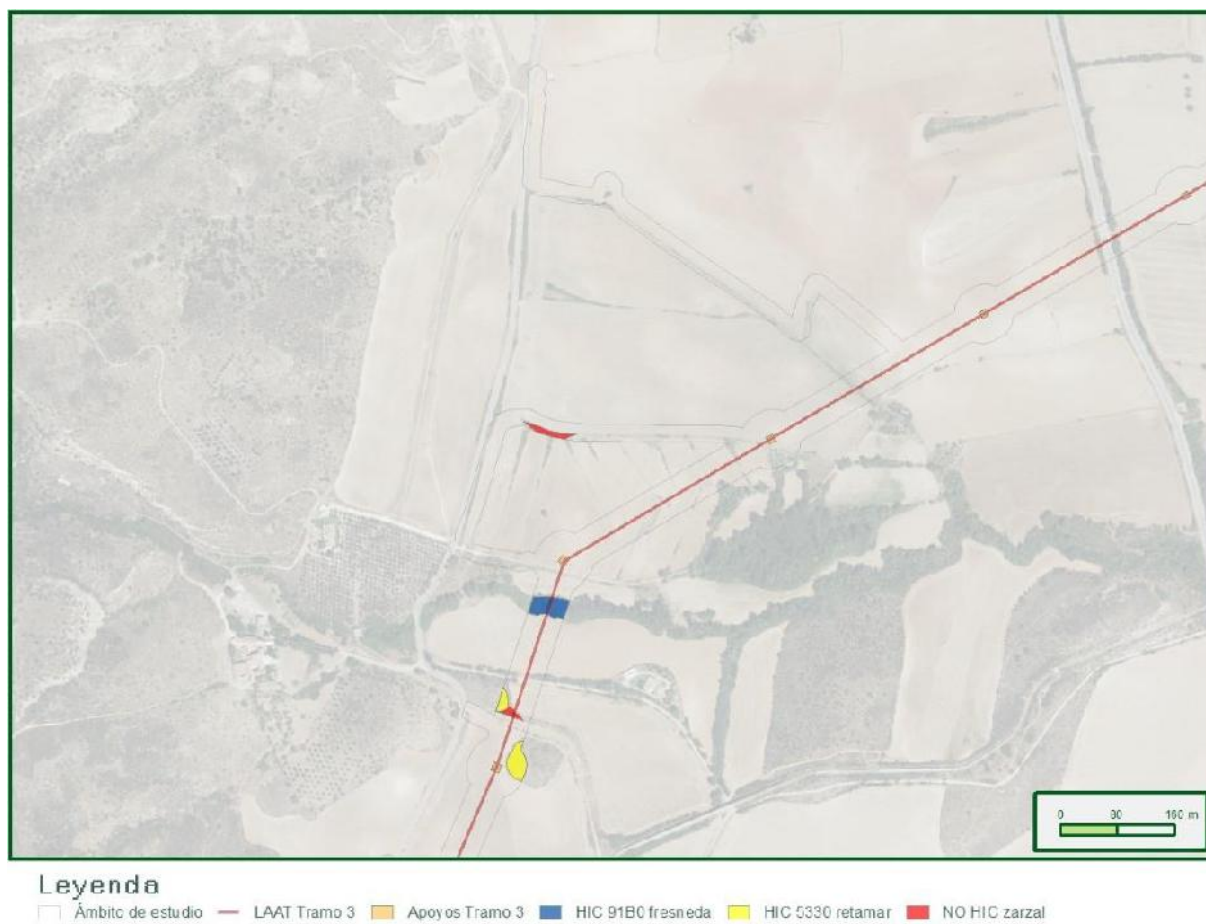 0 80 160 m
Leyenda
Ámbito de estudio LAAT Tramo 3 Apoyos Tramo 3 HIC 91B0 fresneda HIC 5330 retamar NO HIC zarzal